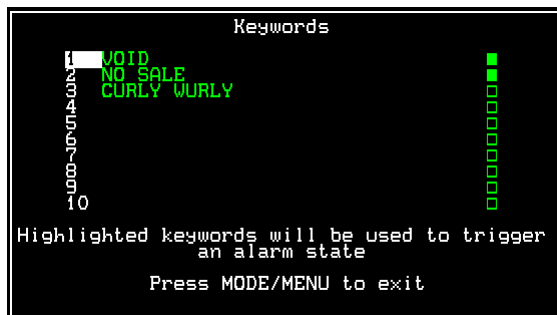 Keywords
1 VOID
2 NO SALE
3 CURLY WURLY
4
5
6
7
8
9
10
Highlighted keywords will be used to trigger
an alarm state
Press MODE/MENU to exit